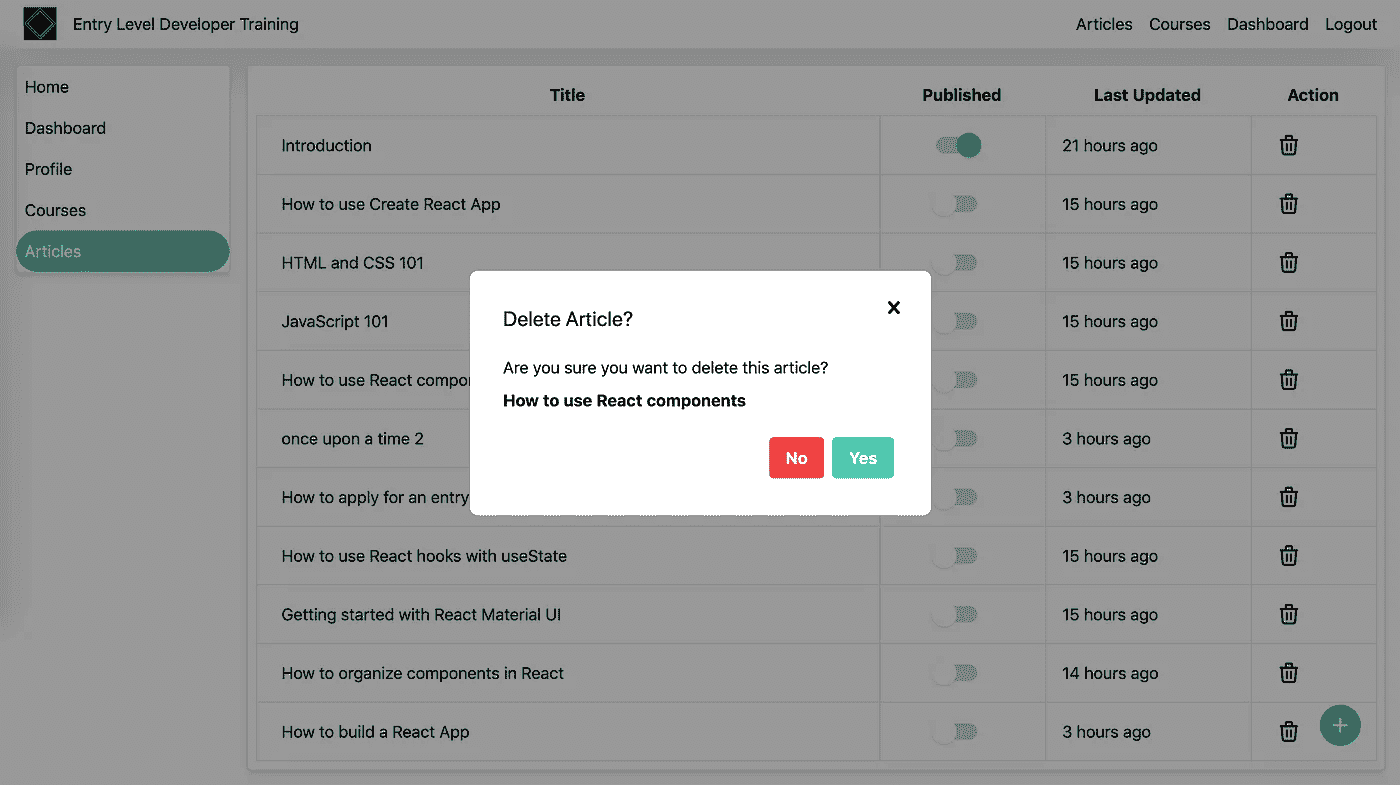 Entry Level Developer Training
Articles Courses Dashboard Logout
Home
Dashboard
Profile
Courses
Articles
Title Published Last Updated Action
Introduction 21 hours ago
How to use Create React App 15 hours ago
HTML and CSS 101 15 hours ago
JavaScript 101 15 hours ago
How to use React 15 hours ago
once upon a time 2 3 hours ago
How to apply for an entry 3 hours ago
How to use React hooks with useState 15 hours ago
Getting started with React Material UI 15 hours ago
How to organize components in React 14 hours ago
How to build a React App 3 hours ago
Delete Article?
Are you sure you want to delete this article?
How to use React components
No Yes